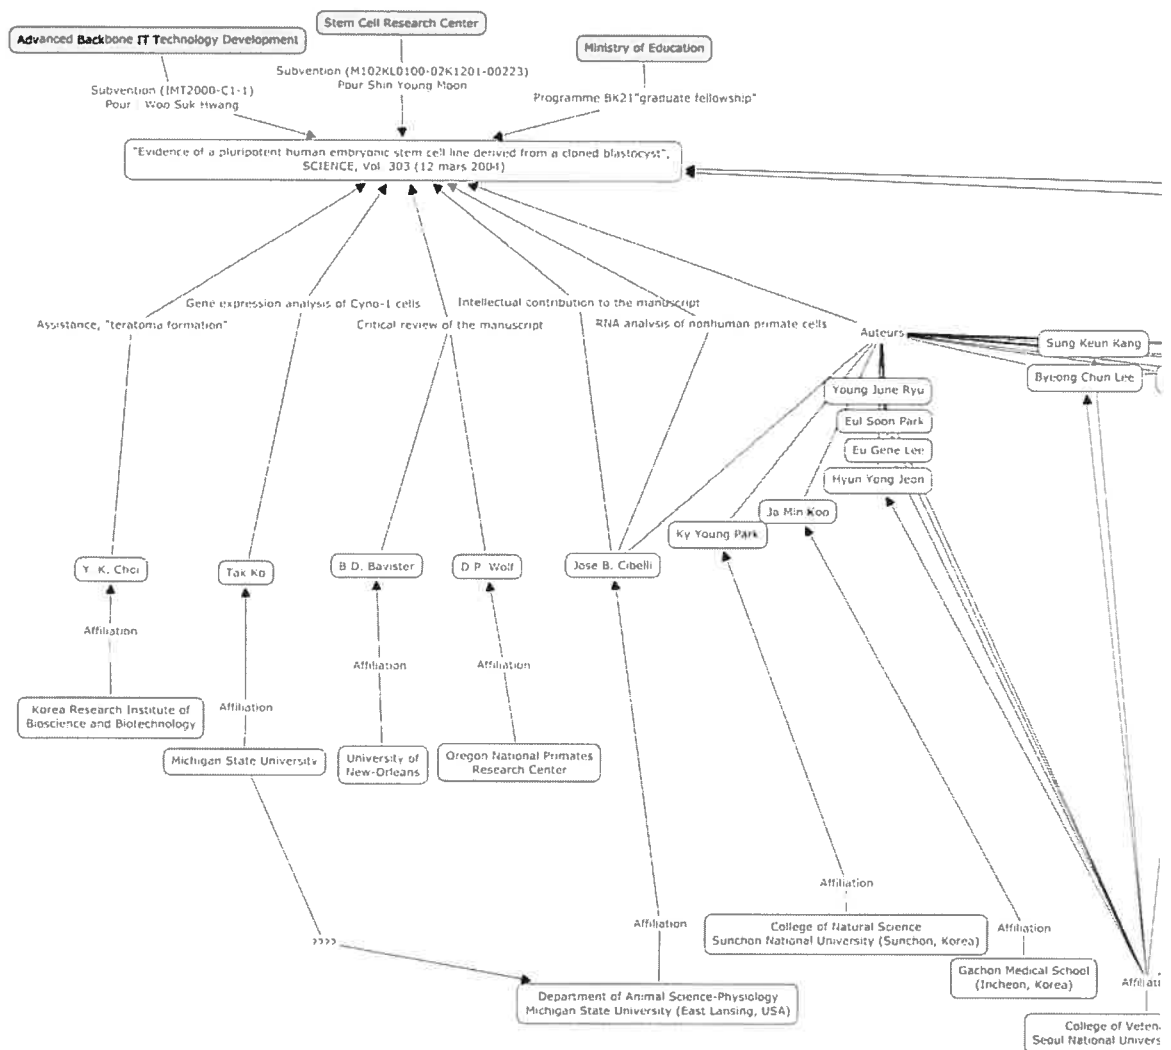 Stem Cell Research Center
Advanced Backbone IT Technology Development
Ministry of Education
Subvention (M102KL0100-02K1201-00223)
Pour Shin Young Moon
Subvention (IMT2000-C1-1)
Pour Woo Suk Hwang
Programme BK21"graduate fellowship"
"Evidence of a pluripotent human embryonic stem cell line derived from a cloned blastocyst",
SCIENCE, Vol. 303 (12 mars 2004)
Gene expression analysis of Cyno-1 cells
Intellectual contribution to the manuscript
Assistance, "teratoma formation"
Critical review of the manuscript
RNA analysis of nonhuman primate cells
Auteurs
Sung Keun Kang
Byeong Chun Lee
Young June Ryu
Eul Soon Park
Eu Gene Lee
Hyun Yong Jeon
Ja Min Koo
Ky Young Park
Y. K. Choi
Tak Ko
B.D. Bavister
D.P. Wolf
Jose B. Cibelli
Affiliation
Affiliation
Affiliation
Korea Research Institute of
Bioscience and Biotechnology
Affiliation
Michigan State University
University of
New-Orleans
Oregon National Primates
Research Center
Affiliation
Affiliation
College of Natural Science
Sunchon National University (Sunchon, Korea)
Affiliation
????
Gachon Medical School
(Incheon, Korea)
Affiliati
Department of Animal Science-Physiology
Michigan State University (East Lansing, USA)
College of Veteri
Seoul National Univers